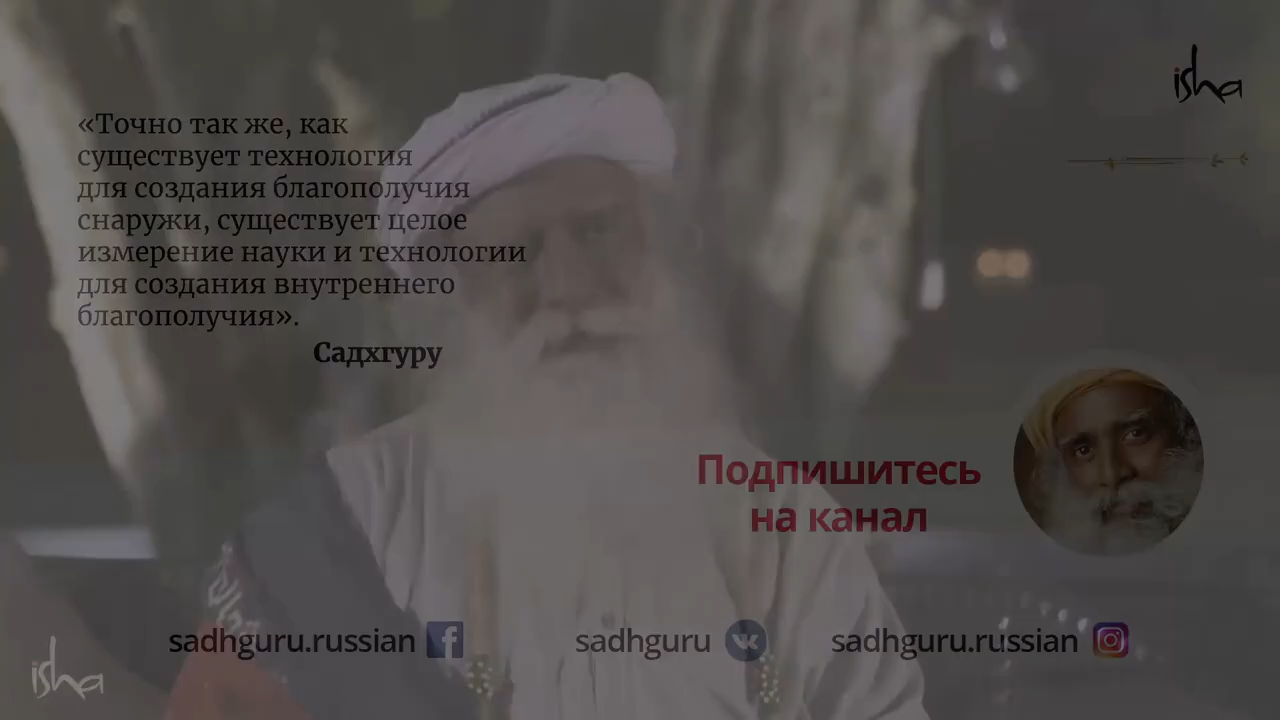 «Точно так же, как
существует технология
для создания благополучия
снаружи, существует целое
измерение науки и технологии
для создания внутреннего
благополучия».
Садхгуру
isha
Подпишитесь
на канал
sadhguru.russian
sadhguru
sadhguru.russian
isha